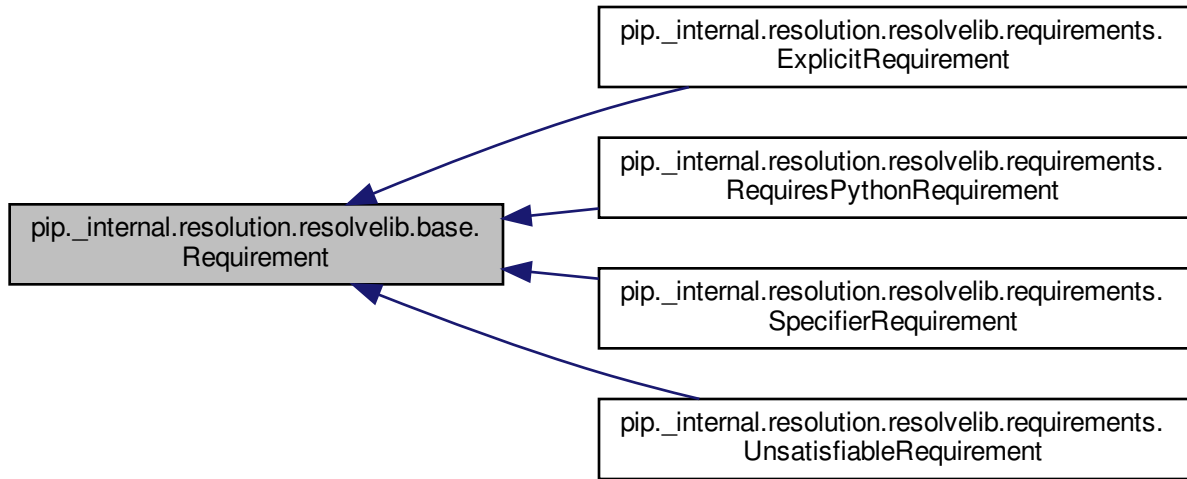 pip._internal.resolution.resolvelib.requirements.
ExplicitRequirement
pip._internal.resolution.resolvelib.requirements.
RequiresPythonRequirement
pip._internal.resolution.resolvelib.base.
Requirement
pip._internal.resolution.resolvelib.requirements.
SpecifierRequirement
pip._internal.resolution.resolvelib.requirements.
UnsatisfiableRequirement